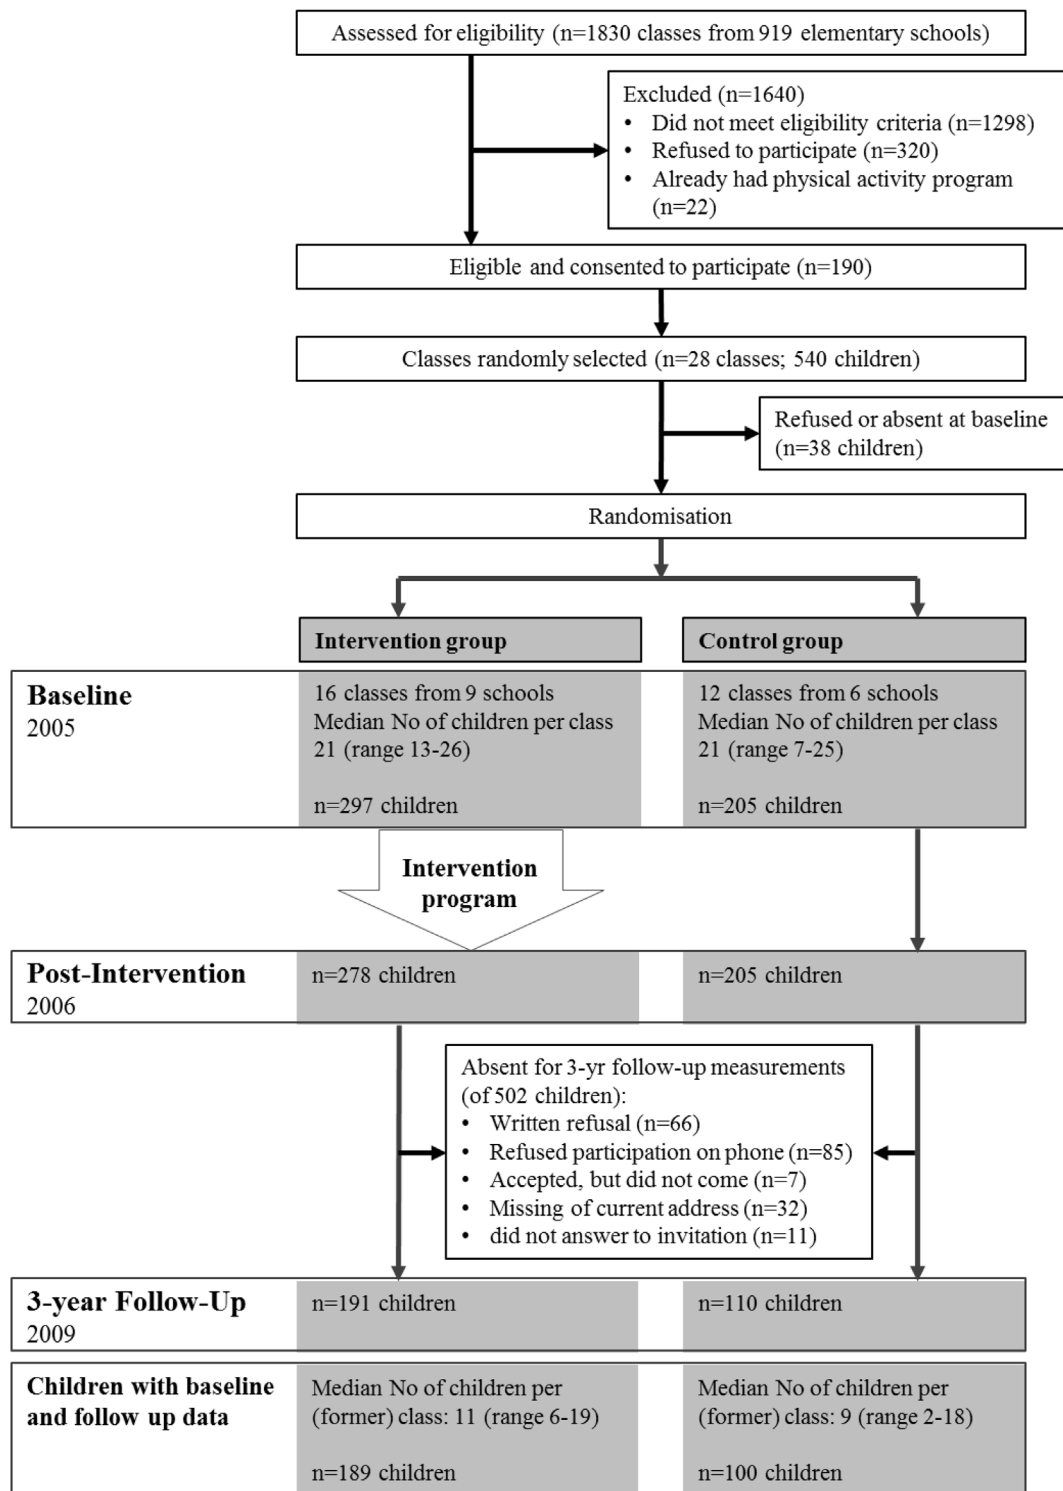 Assessed for eligibility (n=1830 classes from 919 elementary schools)
Excluded (n=1640)
• Did not meet eligibility criteria (n=1298)
• Refused to participate (n=320)
• Already had physical activity program
(n=22)
Eligible and consented to participate (n=190)
Classes randomly selected (n=28 classes; 540 children)
Refused or absent at baseline
(n=38 children)
Randomisation
Intervention group
Control group
Baseline
2005
16 classes from 9 schools
Median No of children per class
21 (range 13-26)
n=297 children
12 classes from 6 schools
Median No of children per class
21 (range 7-25)
n=205 children
Intervention
program
Post-Intervention
2006
n=278 children
n=205 children
Absent for 3-yr follow-up measurements
(of 502 children):
• Written refusal (n=66)
• Refused participation on phone (n=85)
• Accepted, but did not come (n=7)
• Missing of current address (n=32)
• did not answer to invitation (n=11)
3-year Follow-Up
2009
n=191 children
n=110 children
Children with baseline
and follow up data
Median No of children per
(former) class: 11 (range 6-19)
n=189 children
Median No of children per
(former) class: 9 (range 2-18)
n=100 children